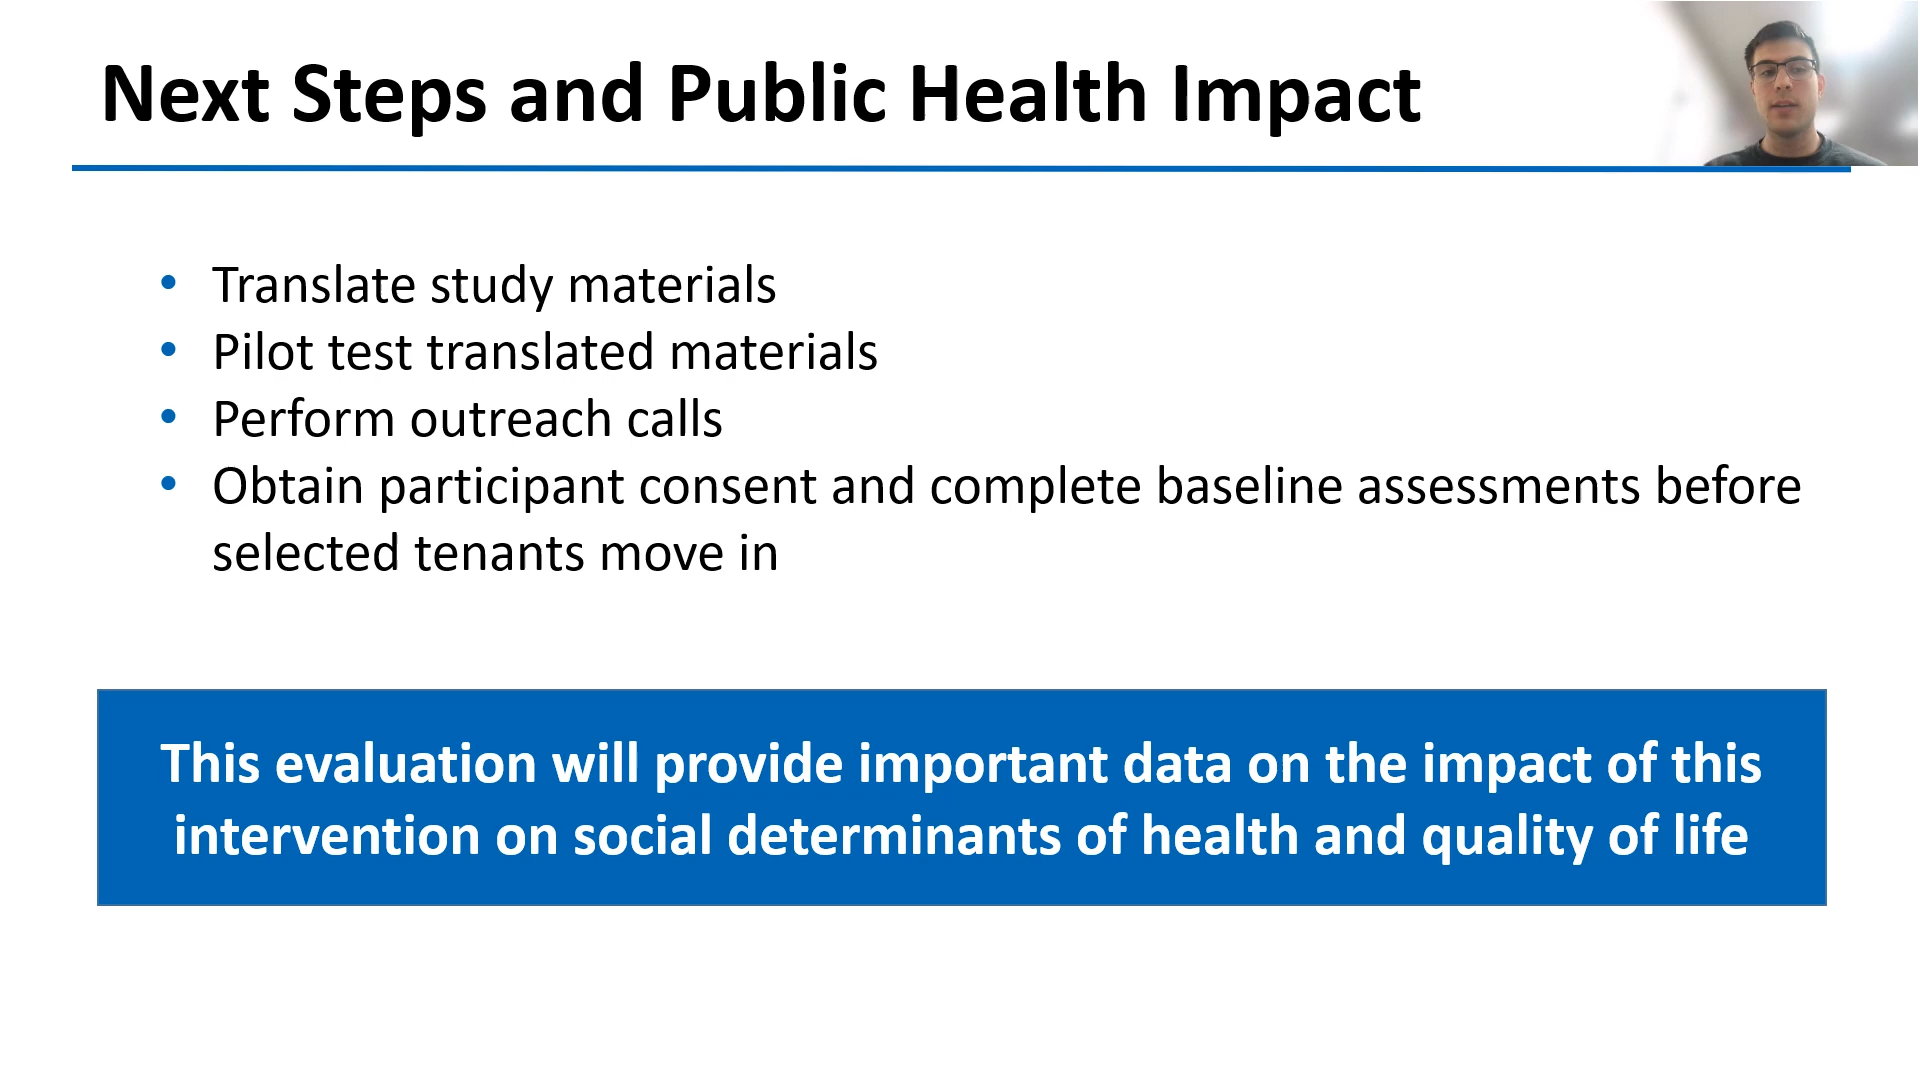 Next Steps and Public Health Impact
• Translate study materials
• Pilot test translated materials
• Perform outreach calls
• Obtain participant consent and complete baseline assessments before
selected tenants move in
This evaluation will provide important data on the impact of this
intervention on social determinants of health and quality of life